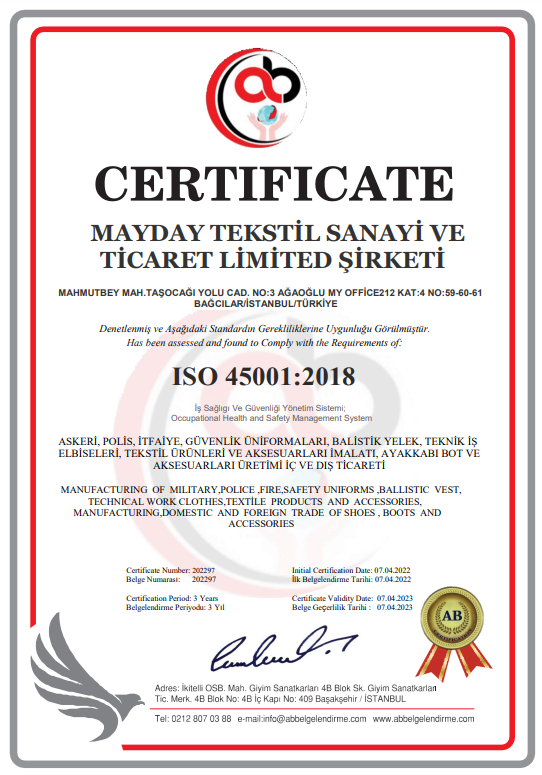 ab
CERTIFICATE
MAYDAY TEKSTİL SANAYİ VE
TİCARET LİMİTED ŞİRKETİ
MAHMUTBEY MAH.TAŞOCAĞI YOLU CAD. NO:3 AĞAOĞLU MY OFFİCE212 KAT:4 NO:59-60-61
BAĞCILAR/İSTANBUL/TÜRKİYE
Denetlenmiş ve Aşağıdaki Standardın Gerekliliklerine Uygunluğu Görülmüştür.
Has been assessed and found to Comply with the Requirements of:
ISO 45001:2018
İş Sağlıgı Ve Güvenliği Yönetim Sistemi;
Occupational Health and Safety Management System
ASKERİ, POLİS, İTFAİYE, GÜVENLİK ÜNİFORMALARI, BALİSTİK YELEK, TEKNİK İŞ
ELBİSELERİ, TEKSTİL ÜRÜNLERİ VE AKSESUARLARI İMALATI, AYAKKABI BOT VE
AKSESUARLARI ÜRETİMİ İÇ VE DIŞ TİCARETİ
MANUFACTURING OF MILITARY,POLICE ,FIRE,SAFETY UNIFORMS ,BALLISTIC VEST,
TECHNICAL WORK CLOTHES,TEXTILE PRODUCTS AND ACCESSORIES,
MANUFACTURING,DOMESTIC AND FOREIGN TRADE OF SHOES , BOOTS AND
ACCESSORIES
Certificate Number: 202297 Initial Certification Date: 07.04.2022
Belge Numarası: 202297 İlk Belgelendirme Tarihi: 07.04.2022
Certification Period: 3 Years Certificate Validity Date: 07.04.2023
Belgelendirme Periyodu: 3 Yıl Belge Geçerlilik Tarihi : 07.04.2023
AB
CERTIFICATION
Adres: İkitelli OSB. Mah. Giyim Sanatkarları 4B Blok Sk. Giyim Sanatkarları
Tic. Merk. 4B Blok No: 4B İç Kapı No: 409 Başakşehir / İSTANBUL
Tel: 0212 807 03 88 e-mail:info@abbelgelendirme.com www.abbelgelendirme.com